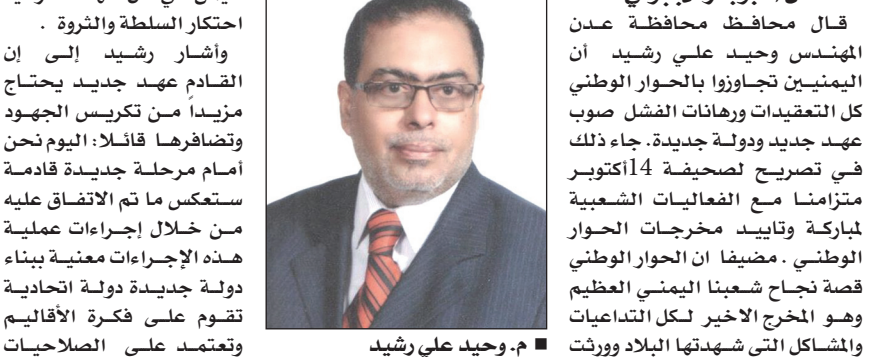 قال محافظ محافظة عدن
المهندس وحيد علي رشيد أن
اليمنيين تجاوزوا بالحوار الوطني
كل التعقيدات ورهانات الفشل صوب
عهد جديد ودولة جديدة. جاء ذلك
في تصريح لصحيفة 14أكتوبر
متزامنا مع الفعاليات الشعبية
لمباركة وتاييد مخرجات الحوار
الوطني . مضيفا ان الحوار الوطني
قصة نجاح شعبنا اليمني العظيم
وهو المخرج الاخير لكل التداعيات
والمشاكل التي شهدتها البلاد وورثت
■ م. وحيد علي رشيد
احتكار السلطة والثروة .
وأشار رشيد إلى إن
القادم عهد جديد يحتاج
مزيداً من تكريس الجهود
وتضافرها قائلا: اليوم نحن
أمام مرحلة جديدة قادمة
ستعكس ما تم الاتفاق عليه
من خلال إجراءات عملية
هذه الإجراءات معنية ببناء
دولة جديدة دولة اتحادية
تقوم على فكرة الأقاليم
وتعتمد على الصلاحيات